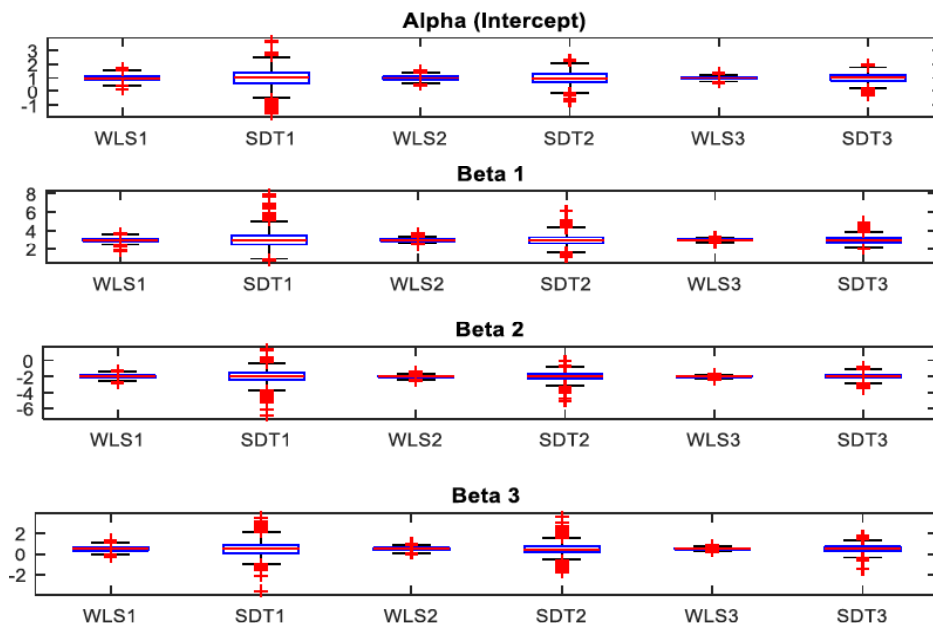 Alpha (Intercept)
3
2
1
0
-1
WLS1 SDT1 WLS2 SDT2 WLS3 SDT3
Beta 1
8
6
4
2
WLS1 SDT1 WLS2 SDT2 WLS3 SDT3
Beta 2
0
-2
-4
-6
WLS1 SDT1 WLS2 SDT2 WLS3 SDT3
Beta 3
2
0
-2
WLS1 SDT1 WLS2 SDT2 WLS3 SDT3